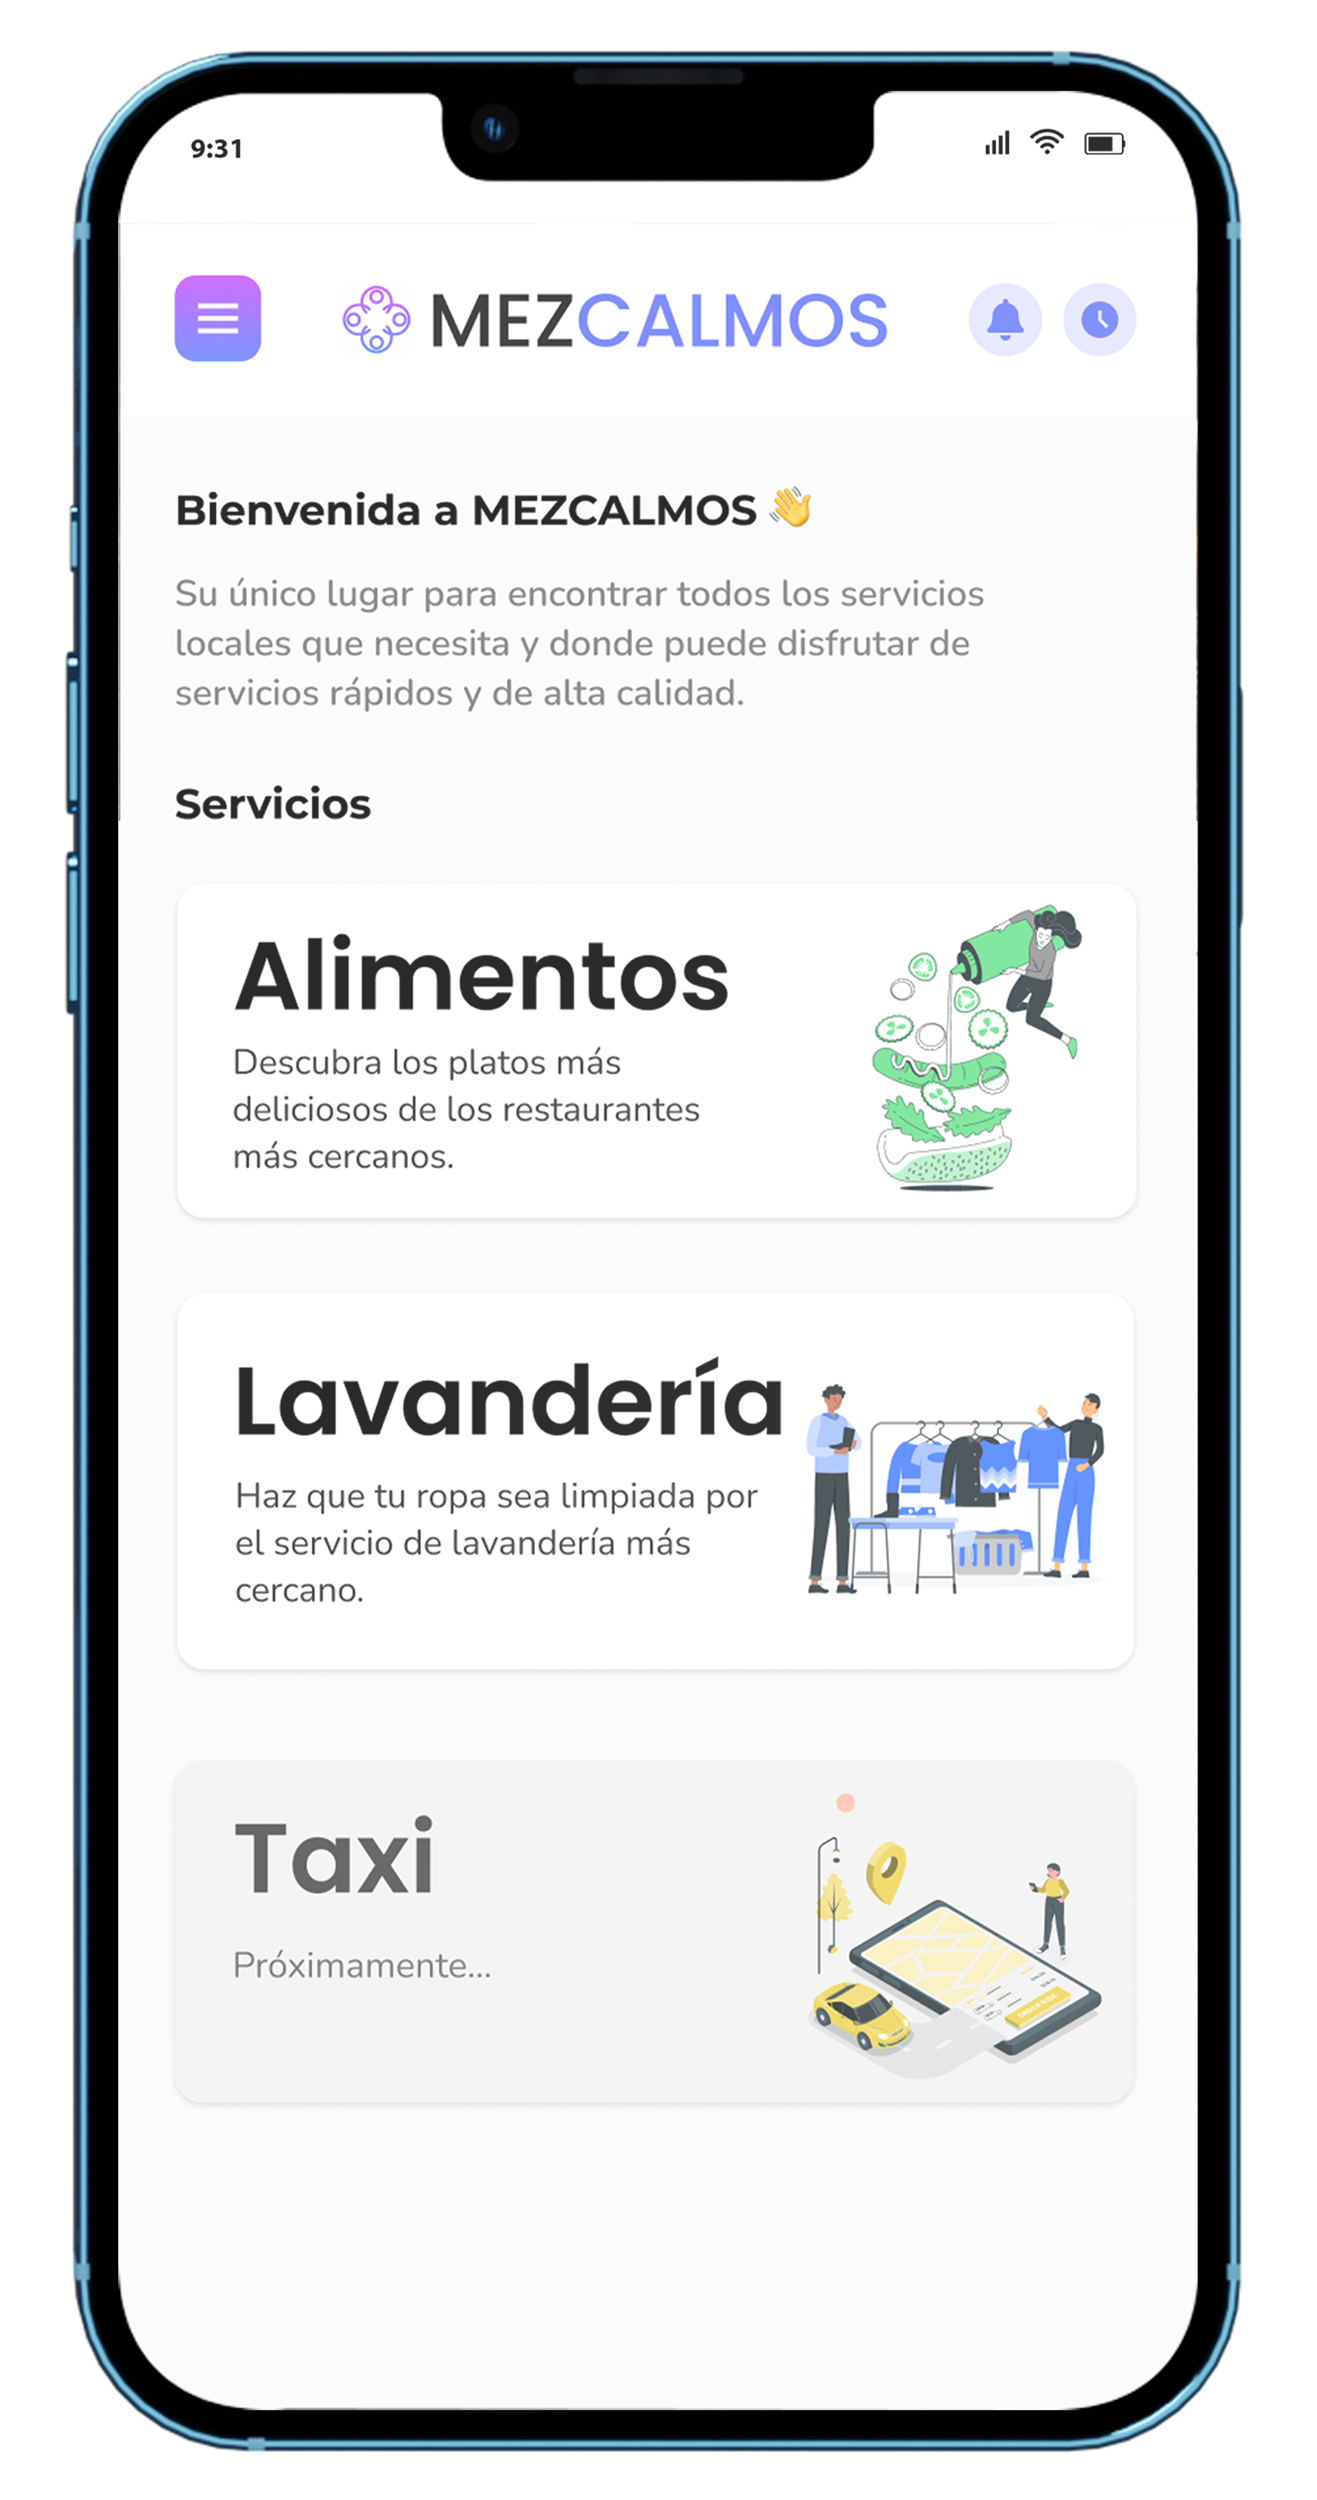 9:31
MEZCALMOS
Bienvenida a MEZCALMOS 👋
Su único lugar para encontrar todos los servicios
locales que necesita y donde puede disfrutar de
servicios rápidos y de alta calidad.
Servicios
Alimentos
Descubra los platos más
deliciosos de los restaurantes
más cercanos.
Lavandería
Haz que tu ropa sea limpiada por
el servicio de lavandería más
cercano.
Taxi
Próximamente...
ORDER RIDE